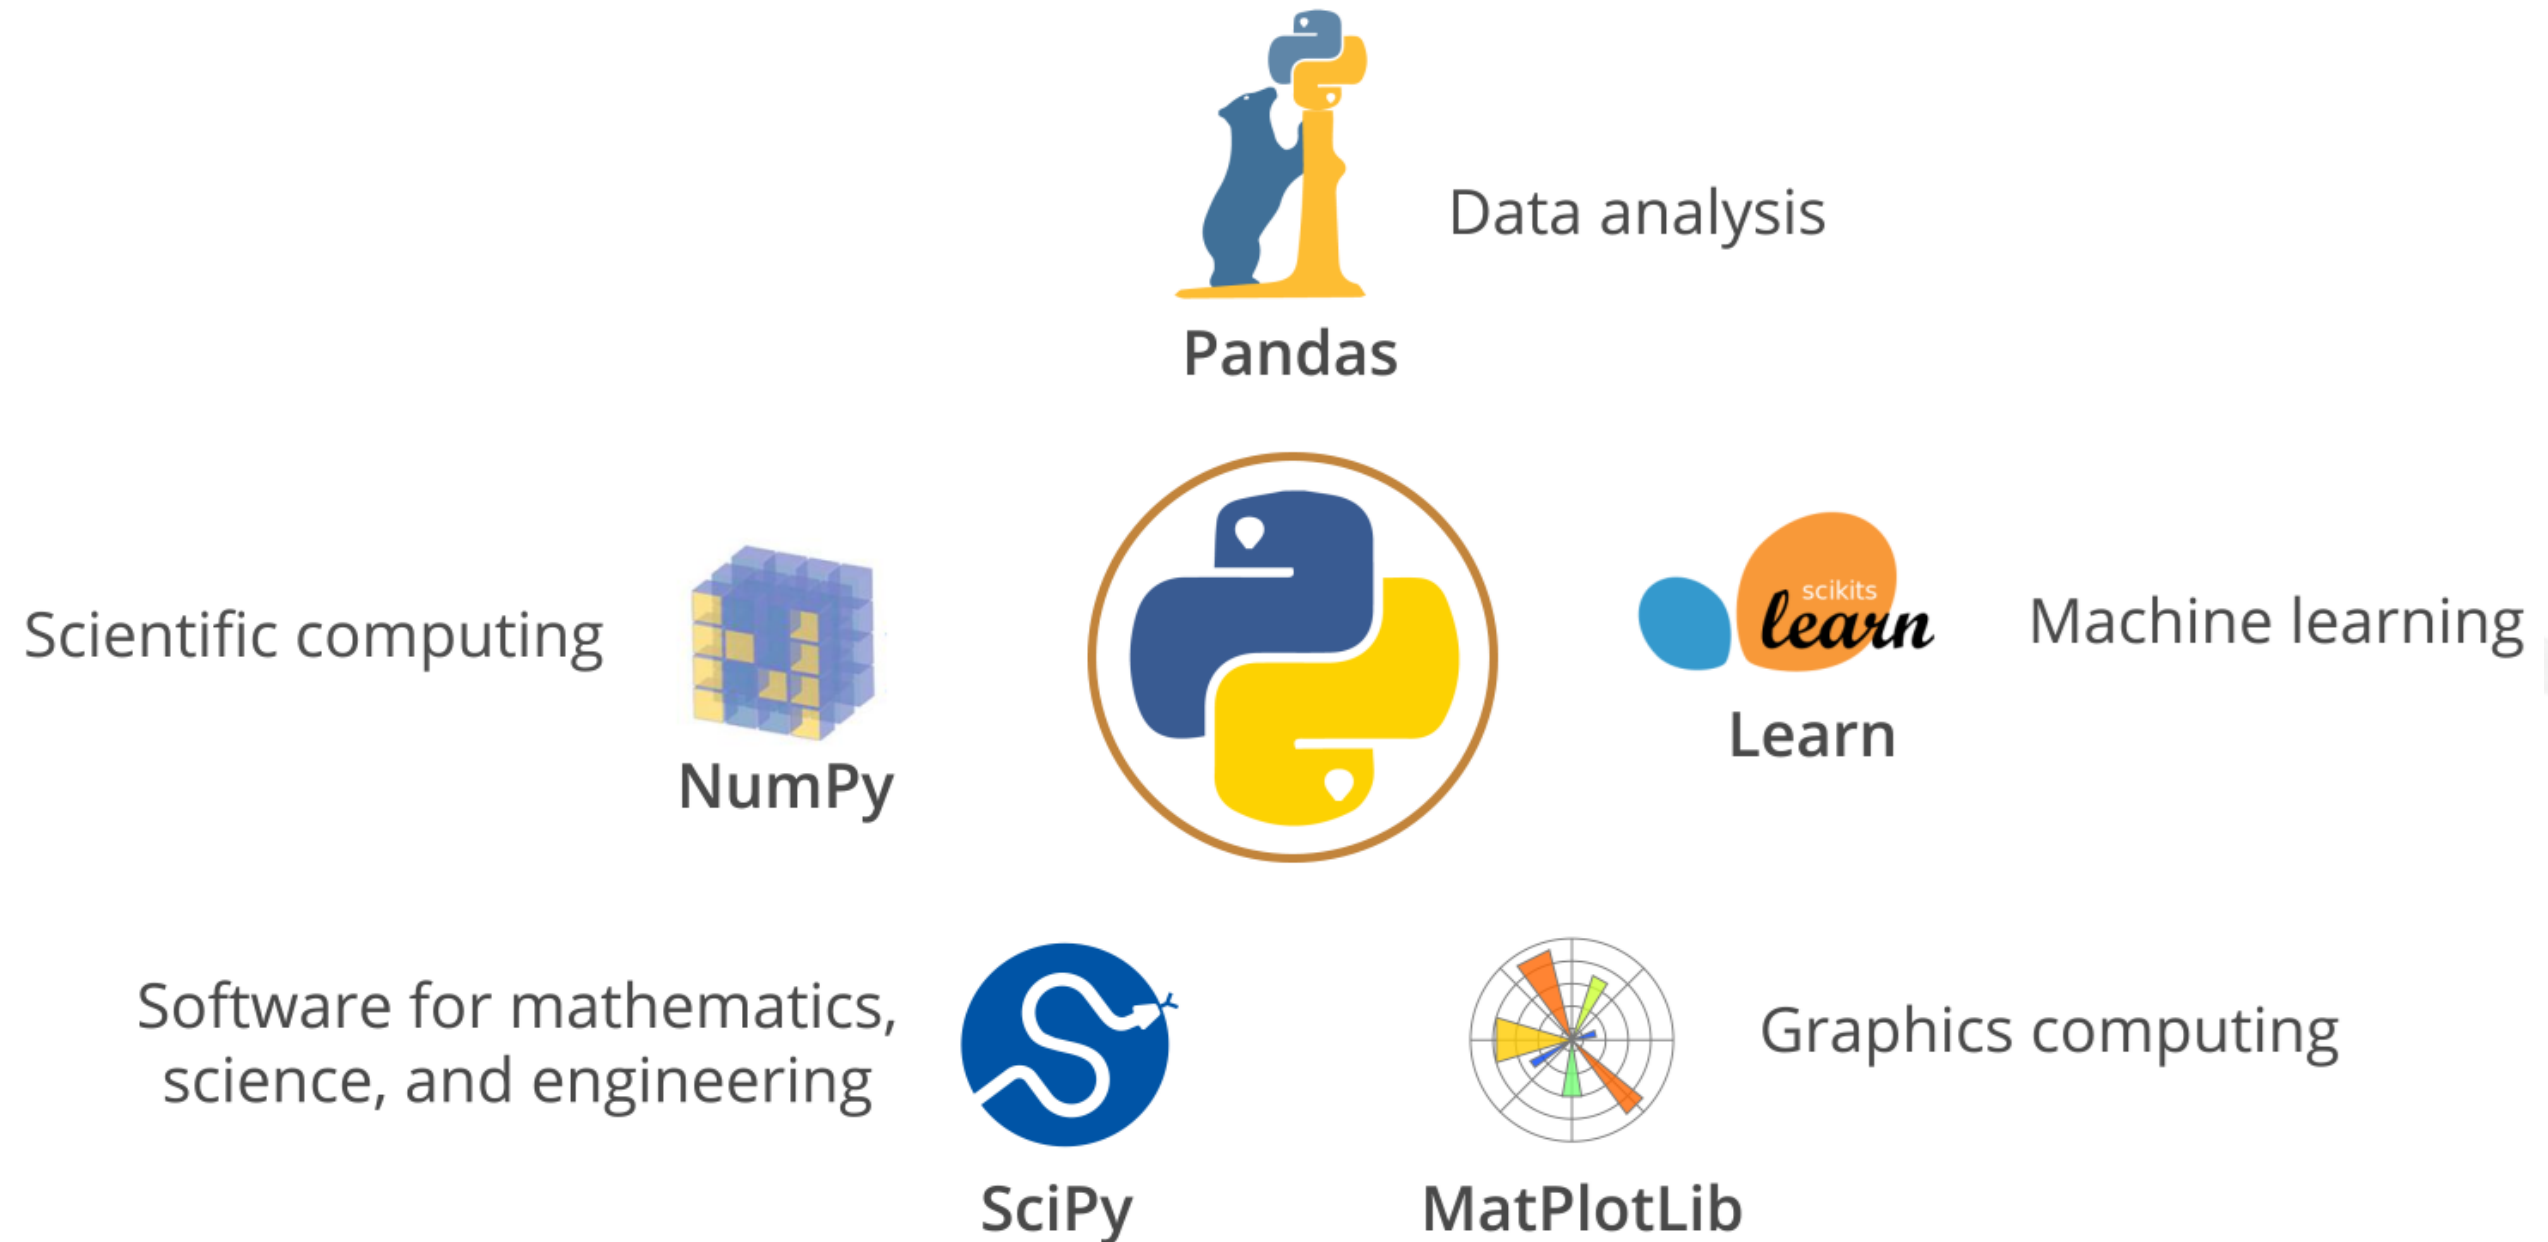 Data analysis
Pandas
Scientific computing
NumPy
scikits
learn
Learn
Machine learning
Software for mathematics,
science, and engineering
SciPy
MatPlotLib
Graphics computing